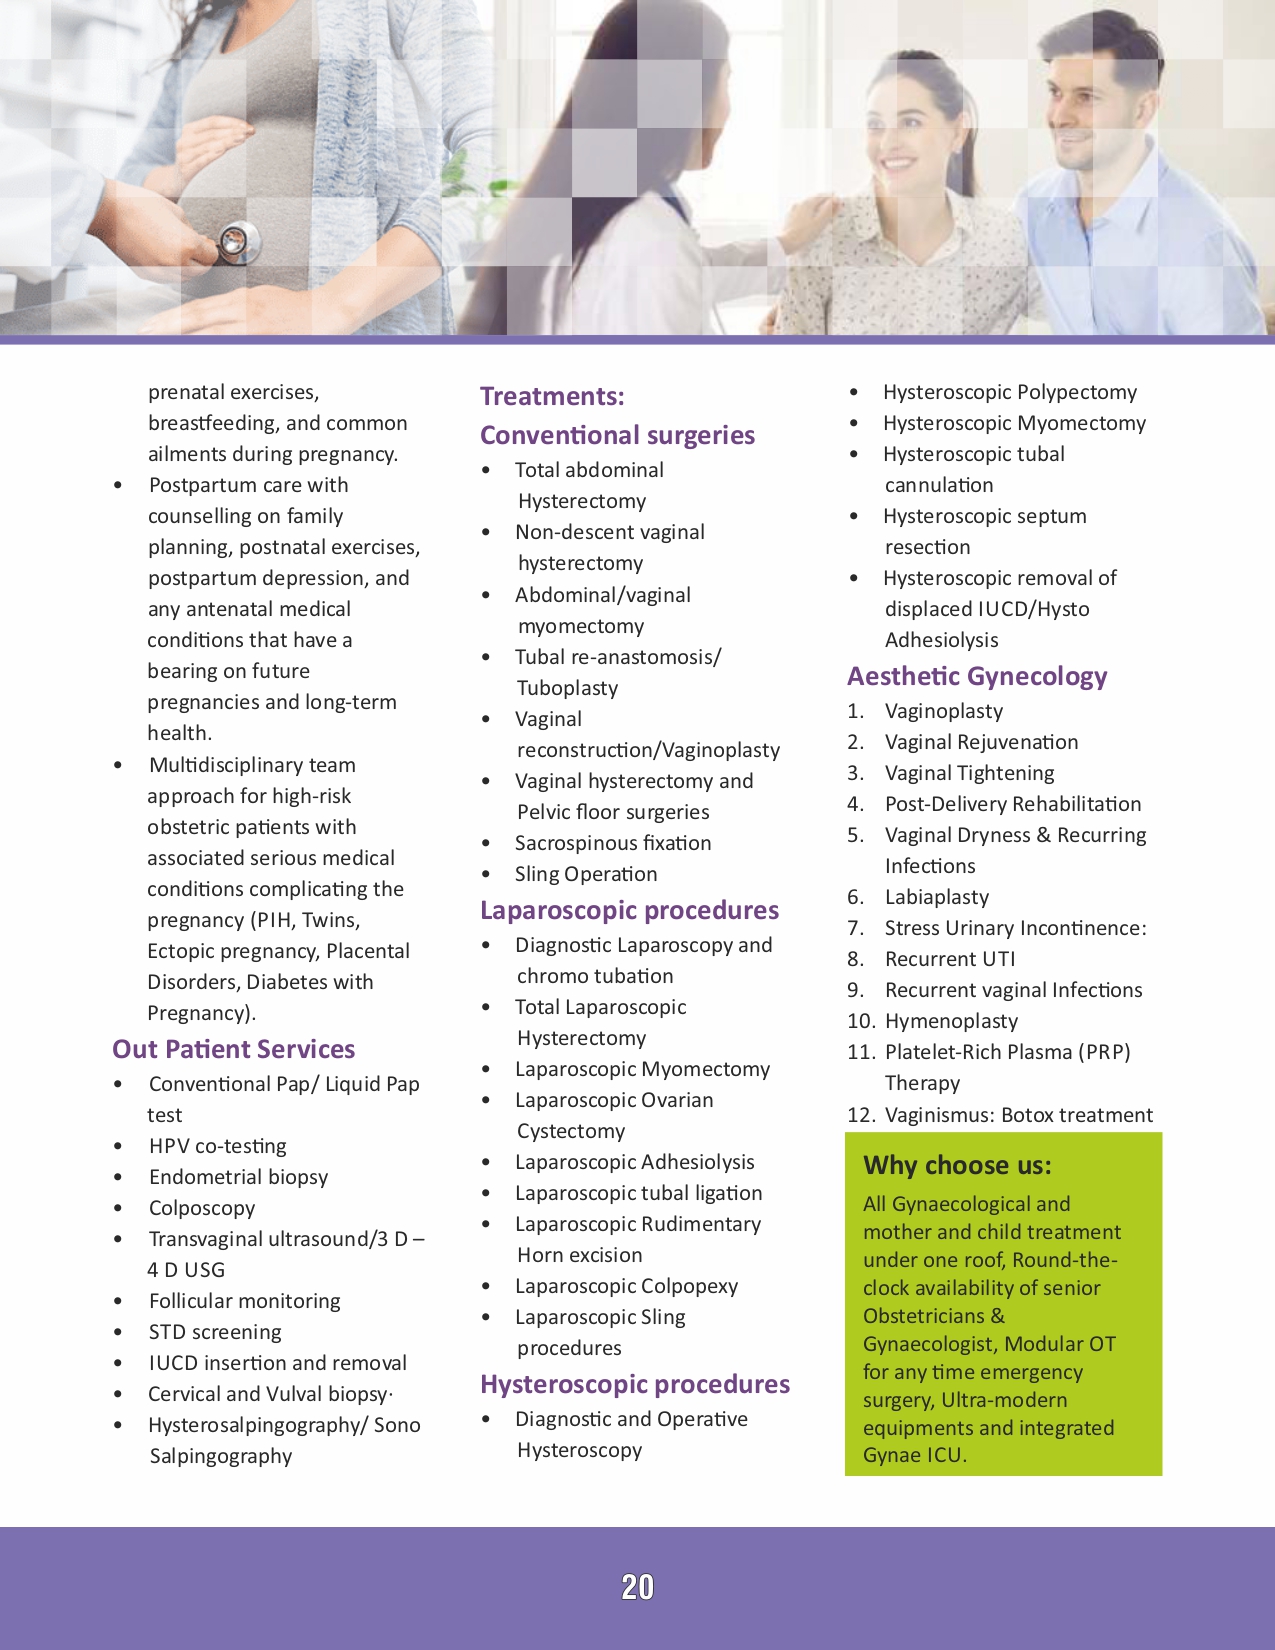 prenatal exercises,
breastfeeding, and common
ailments during pregnancy.
• Postpartum care with
counselling on family
planning, postnatal exercises,
postpartum depression, and
any antenatal medical
conditions that have a
bearing on future
pregnancies and long-term
health.
• Multidisciplinary team
approach for high-risk
obstetric patients with
associated serious medical
conditions complicating the
pregnancy (PIH, Twins,
Ectopic pregnancy, Placental
Disorders, Diabetes with
Pregnancy).
Out Patient Services
• Conventional Pap/ Liquid Pap
test
• HPV co-testing
• Endometrial biopsy
• Colposcopy
• Transvaginal ultrasound/3 D –
4 D USG
• Follicular monitoring
• STD screening
• IUCD insertion and removal
• Cervical and Vulval biopsy·
• Hysterosalpingography/ Sono
Salpingography
Treatments:
Conventional surgeries
• Total abdominal
Hysterectomy
• Non-descent vaginal
hysterectomy
• Abdominal/vaginal
myomectomy
• Tubal re-anastomosis/
Tuboplasty
• Vaginal
reconstruction/Vaginoplasty
• Vaginal hysterectomy and
Pelvic floor surgeries
• Sacrospinous fixation
• Sling Operation
Laparoscopic procedures
• Diagnostic Laparoscopy and
chromo tubation
• Total Laparoscopic
Hysterectomy
• Laparoscopic Myomectomy
• Laparoscopic Ovarian
Cystectomy
• Laparoscopic Adhesiolysis
• Laparoscopic tubal ligation
• Laparoscopic Rudimentary
Horn excision
• Laparoscopic Colpopexy
• Laparoscopic Sling
procedures
Hysteroscopic procedures
• Diagnostic and Operative
Hysteroscopy
• Hysteroscopic Polypectomy
• Hysteroscopic Myomectomy
• Hysteroscopic tubal
cannulation
• Hysteroscopic septum
resection
• Hysteroscopic removal of
displaced IUCD/Hysto
Adhesiolysis
Aesthetic Gynecology
1. Vaginoplasty
2. Vaginal Rejuvenation
3. Vaginal Tightening
4. Post-Delivery Rehabilitation
5. Vaginal Dryness & Recurring
Infections
6. Labiaplasty
7. Stress Urinary Incontinence:
8. Recurrent UTI
9. Recurrent vaginal Infections
10. Hymenoplasty
11. Platelet-Rich Plasma (PRP)
Therapy
12. Vaginismus: Botox treatment
Why choose us:
All Gynaecological and
mother and child treatment
under one roof, Round-the-
clock availability of senior
Obstetricians &
Gynaecologist, Modular OT
for any time emergency
surgery, Ultra-modern
equipments and integrated
Gynae ICU.
20